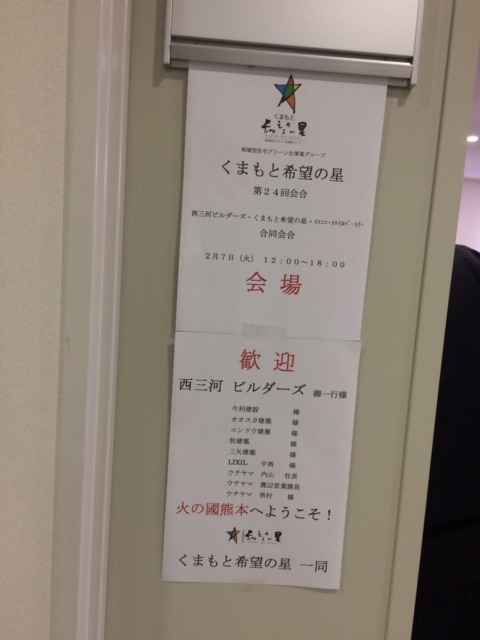 くまもと
希望の星
地域型住宅グリーン化事業グループ
くまもと希望の星
第２４回会合
西三河ビルダーズ・くまもと希望の星・
合同会合
２月７日（火）　１２：００～１８：００
会場
歓迎
西三河 ビルダーズ 御一行様
今利建設　様
オオスカ建築　様
コンドウ建築　様
牧建築　様
三矢建築　様
LIXIL　中西　様
ウチヤマ　内山　社長
ウチヤマ　渡辺営業課長
ウチヤマ　西村　様
火の國熊本へようこそ！
希望の星
くまもと希望の星 一同